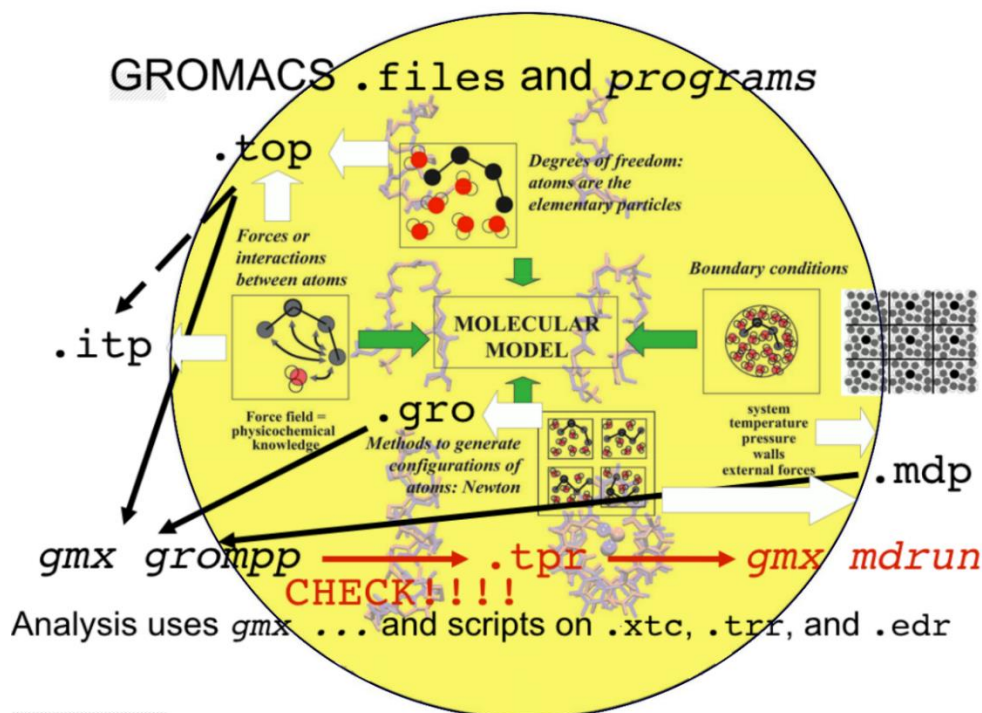 GROMACS .files and programs
.top
Degrees of freedom:
atoms are the
elementary particles
Forces or
interactions
between atoms
Boundary conditions
.itp
MOLECULAR
MODEL
.gro
Force field =
physicochemical
knowledge
Methods to generate
configurations of
atoms: Newton
system
temperature
pressure
walls
external forces
.mdp
gmx grompp
.tpr
gmx mdrun
CHECK!!!!
Analysis uses gmx ... and scripts on .xtc, .trr, and .edr